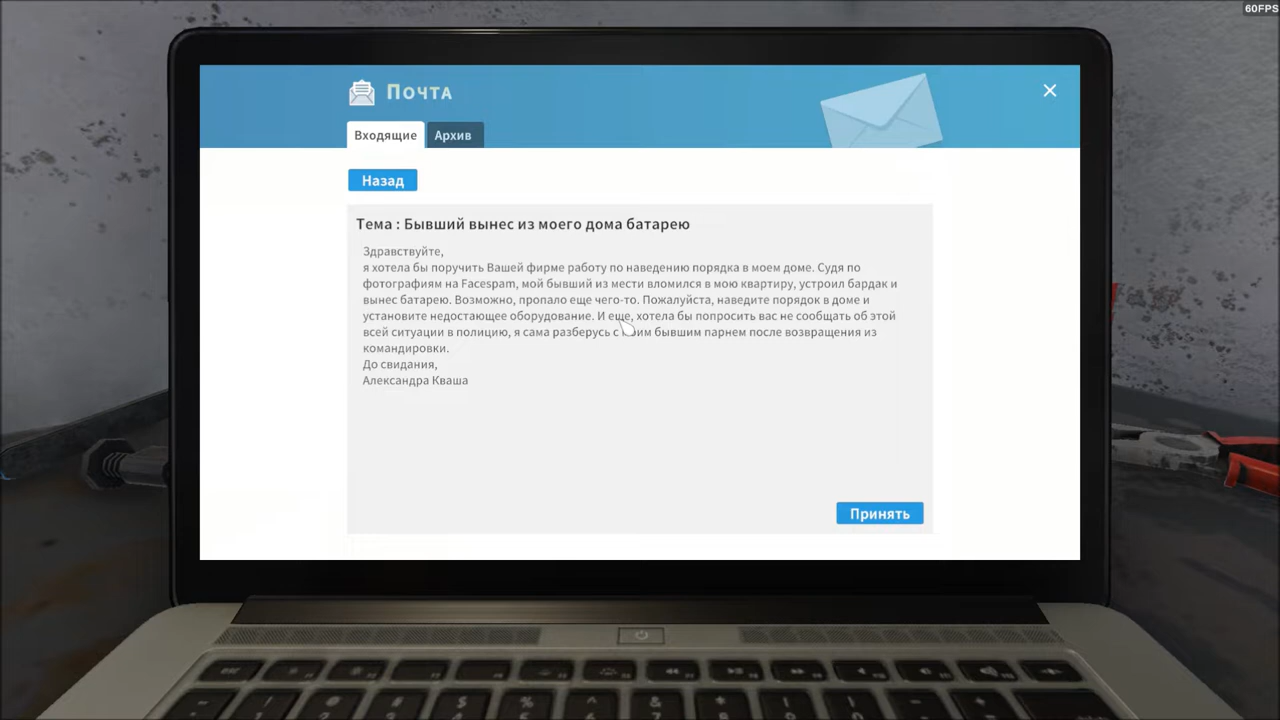 60FPS
Почта
Входящие Архив
Назад
Тема : Бывший вынес из моего дома батарею
Здравствуйте,
я хотела бы поручить Вашей фирме работу по наведению порядка в моем доме. Судя по
фотографиям на Facespam, мой бывший из мести вломился в мою квартиру, устроил бардак и
вынес батарею. Возможно, пропало еще чего-то. Пожалуйста, наведите порядок в доме и
установите недостающее оборудование. И еще, хотела бы попросить вас не сообщать об этой
всей ситуации в полицию, я сама разберусь с моим бывшим парнем после возвращения из
командировки.
До свидания,
Александра Кваша
Принять